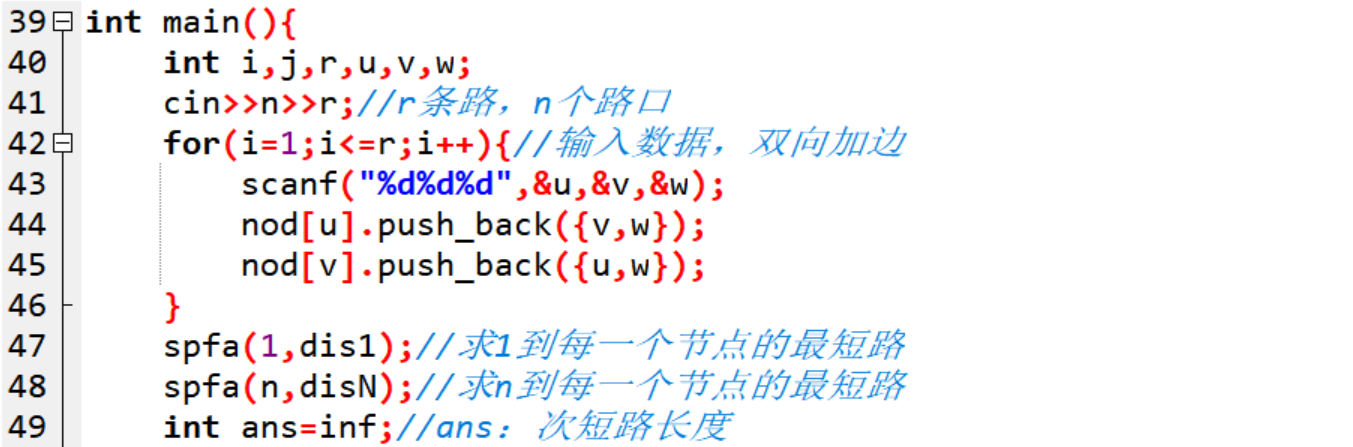 39 int main(){
40 int i,j,r,u,v,w;
41 cin>>n>>r;//r条路，n个路口
42 for(i=1;i<=r;i++){//输入数据，双向加边
43 scanf("%d%d%d",&u,&v,&w);
44 nod[u].push_back({v,w});
45 nod[v].push_back({u,w});
46 }
47 spfa(1,dis1);//求1到每一个节点的最短路
48 spfa(n,disN);//求n到每一个节点的最短路
49 int ans=inf;//ans：次短路长度